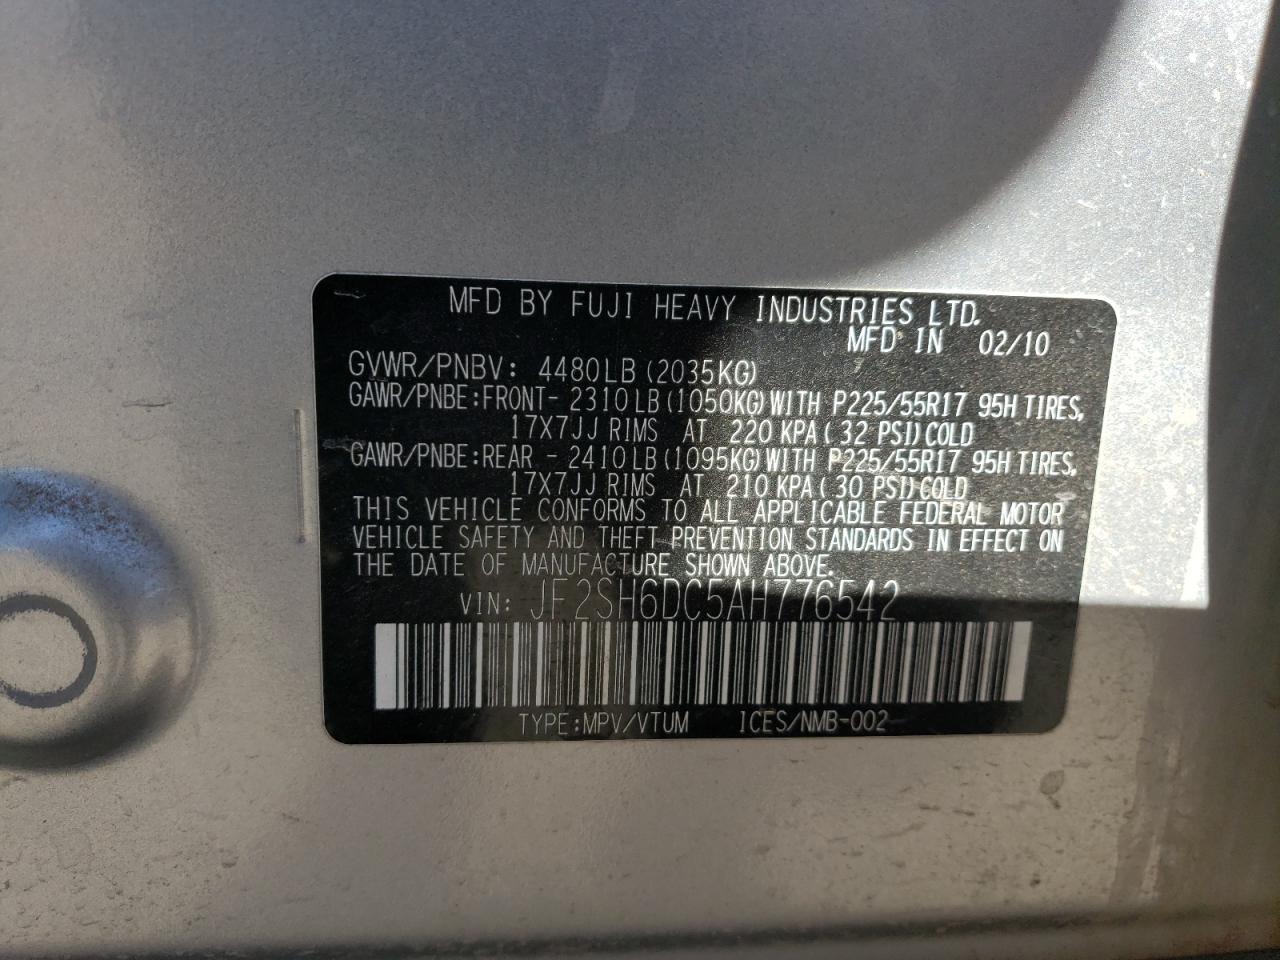 MFD BY FUJI HEAVY INDUSTRIES LTD.
MFD IN 02/10
GVWR/PNBV: 4480LB (2035KG)
GAWR/PNBE:FRONT- 2310LB (1050KG) WITH P225/55R17 95H TIRES,
17X7JJ RIMS AT 220 KPA ( 32 PSI) COLD
GAWR/PNBE:REAR - 2410LB (1095KG) WITH P225/55R17 95H TIRES,
17X7JJ RIMS AT 210 KPA ( 30 PSI) COLD
THIS VEHICLE CONFORMS TO ALL APPLICABLE FEDERAL MOTOR
VEHICLE SAFETY AND THEFT PREVENTION STANDARDS IN EFFECT ON
THE DATE OF MANUFACTURE SHOWN ABOVE.
VIN: JF2SH6DC5AH776542
TYPE:MPV/VTUM ICES/NMB-002